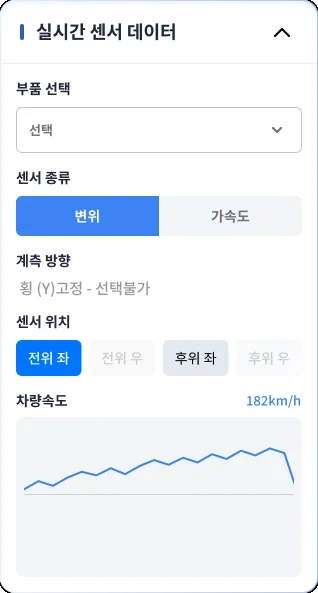 실시간 센서 데이터
부품 선택
선택
센서 종류
변위 가속도
계측 방향
횡 (Y)고정 - 선택불가
센서 위치
전위 좌 전위 우 후위 좌 후위 우
차량속도 182km/h